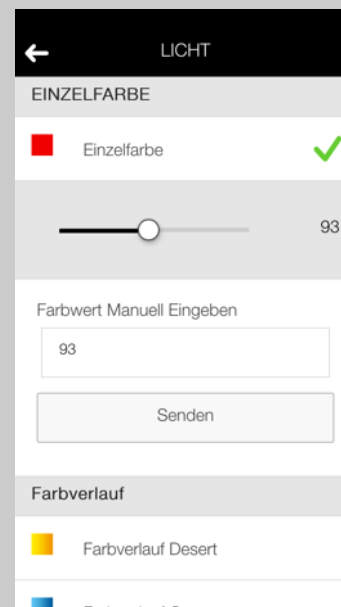 LICHT
EINZELFARBE
Einzelfarbe
93
Farbwert Manuell Eingeben
93
Senden
Farbverlauf
Farbverlauf Desert